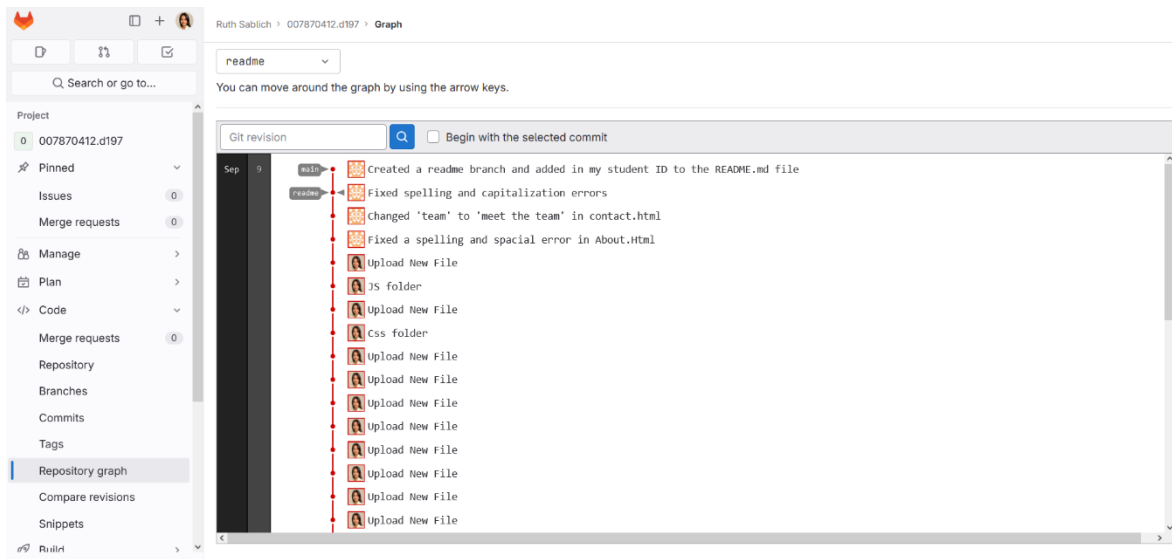 Ruth Sablich > 007870412.d197 > Graph
Search or go to...
Project
0 007870412.d197
Pinned
Issues 0
Merge requests 0
Manage
Plan
Code
Merge requests 0
Repository
Branches
Commits
Tags
Repository graph
Compare revisions
Snippets
Build
readme
You can move around the graph by using the arrow keys.
Git revision Begin with the selected commit
Sep 9 main Created a readme branch and added in my student ID to the README.md file
readme Fixed spelling and capitalization errors
Changed 'team' to 'meet the team' in contact.html
Fixed a spelling and spacial error in About.Html
Upload New File
JS folder
Upload New File
Css folder
Upload New File
Upload New File
Upload New File
Upload New File
Upload New File
Upload New File
Upload New File
Upload New File